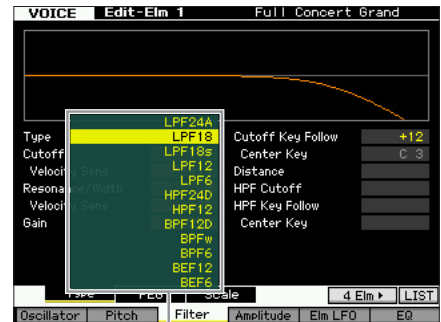 VOICE Edit-Elm 1 Full Concert Grand
LPF24A
Type LPF18 Cutoff Key Follow +12
Cutoff LPF18s Center Key C 3
Velocity Sens LPF12 Distance
Resonance/Width LPF6 HPF Cutoff
Velocity Sens HPF24D HPF Key Follow
Gain HPF12 Center Key
BPF12D
BPFw
BPF6
BEF12
BEF6
Type PEG Scale 4 Elm LIST
Oscillator Pitch Filter Amplitude Elm LFO EQ